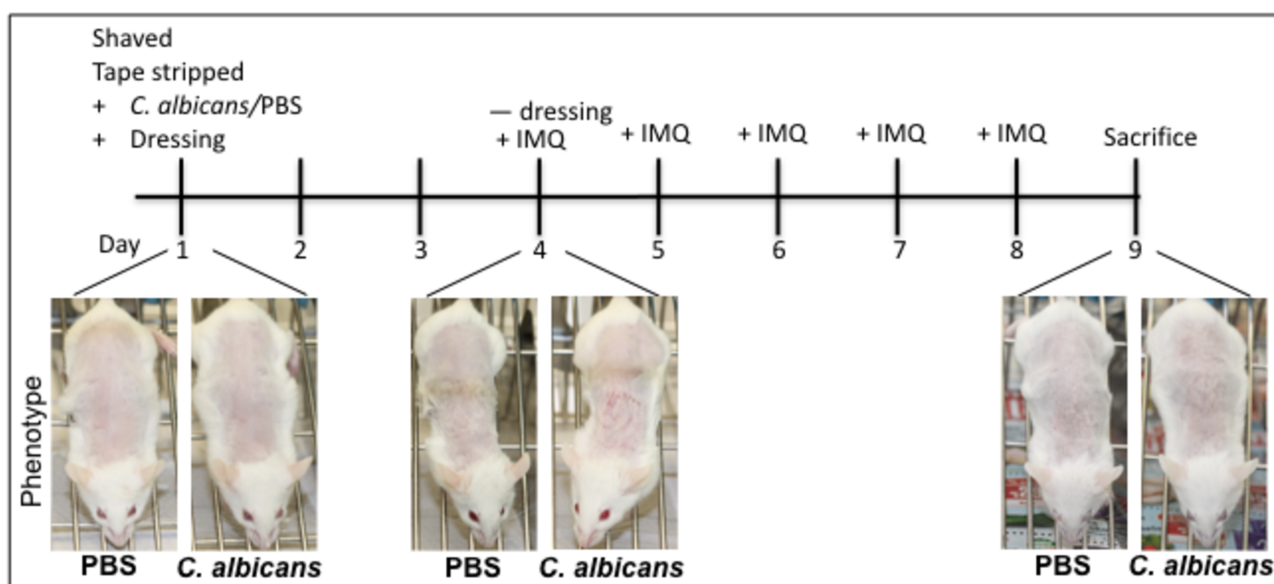 Shaved
Tape stripped
+ C. albicans/PBS
+ Dressing
— dressing
+ IMQ
+ IMQ
+ IMQ
+ IMQ
+ IMQ
Sacrifice
Day 1 2 3 4 5 6 7 8 9
Phenotype
PBS C. albicans PBS C. albicans PBS C. albicans